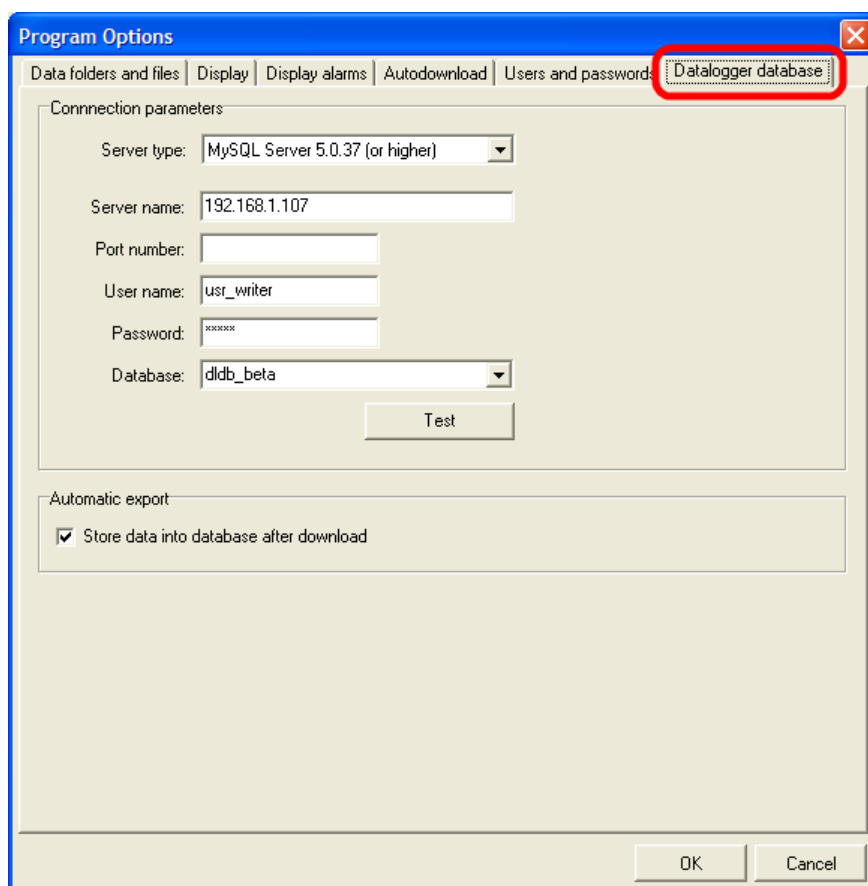 Program Options
Data folders and files Display Display alarms Autodownload Users and passwords Datalogger database
Connnection parameters
Server type: MySQL Server 5.0.37 (or higher)
Server name: 192.168.1.107
Port number:
User name: usr_writer
Password: xxxxx
Database: dldb_beta
Test
Automatic export
Store data into database after download
OK Cancel